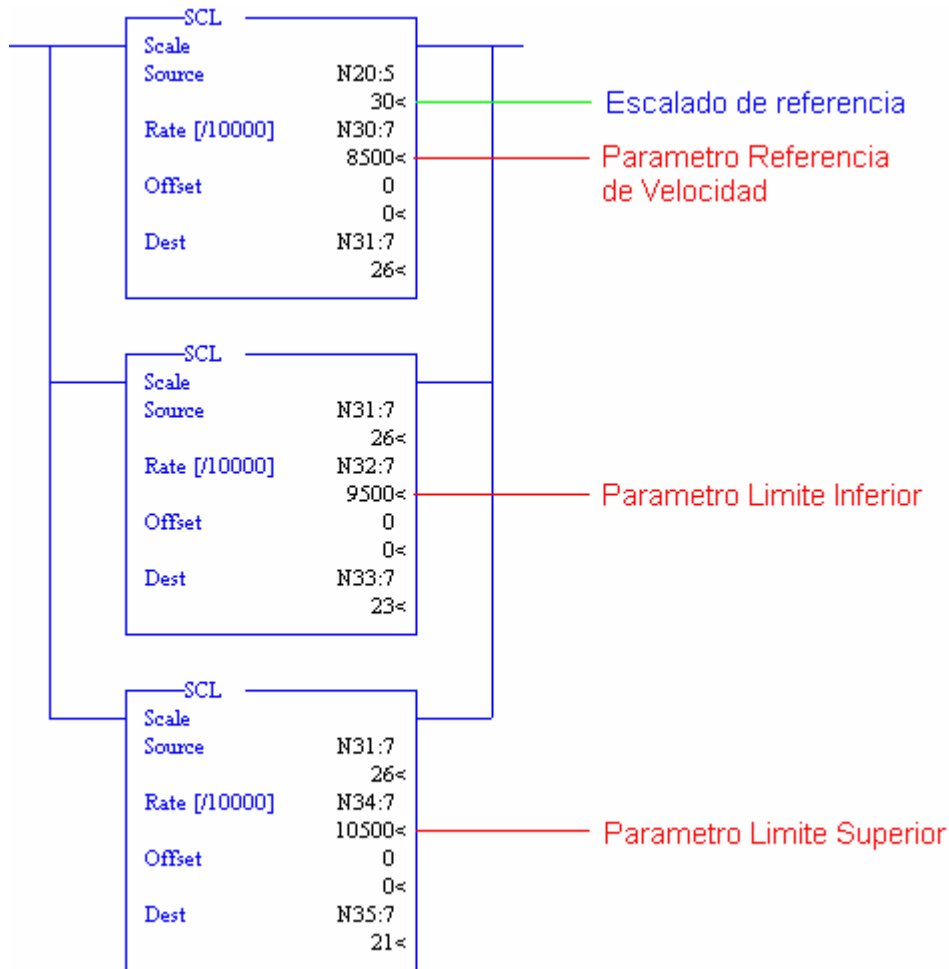 SCL
Scale
Source N20:5
30<
Escalado de referencia
Rate [/10000] N30:7
8500<
Parametro Referencia
de Velocidad
Offset 0
0<
Dest N31:7
26<
SCL
Scale
Source N31:7
26<
Rate [/10000] N32:7
9500<
Parametro Limite Inferior
Offset 0
0<
Dest N33:7
23<
SCL
Scale
Source N31:7
26<
Rate [/10000] N34:7
10500<
Parametro Limite Superior
Offset 0
0<
Dest N35:7
21<